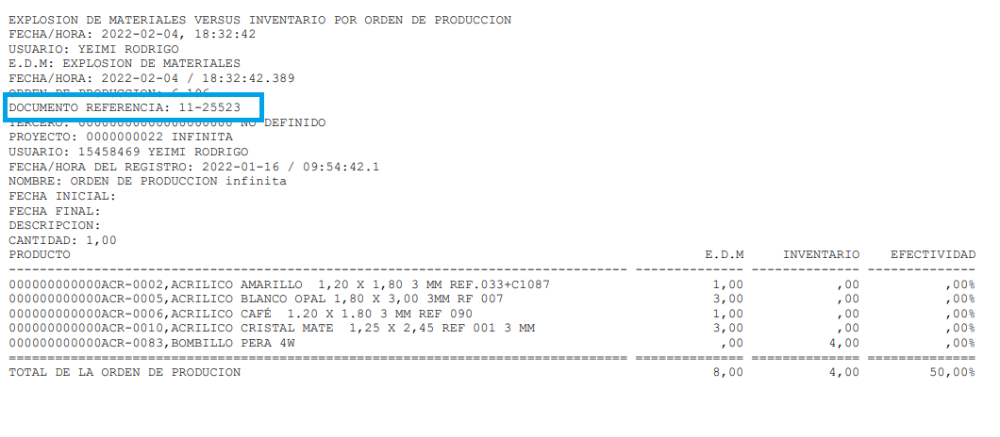 EXPLOSION DE MATERIALES VERSUS INVENTARIO POR ORDEN DE PRODUCCION
FECHA/HORA: 2022-02-04, 18:32:42
USUARIO: YEIMI RODRIGO
E.D.M: EXPLOSION DE MATERIALES
FECHA/HORA: 2022-02-04 / 18:32:42.389
ORDEN DE PRODUCCION: 6-106
DOCUMENTO REFERENCIA: 11-25523
TERCERO: 00000000000000000000 NO DEFINIDO
PROYECTO: 0000000022 INFINITA
USUARIO: 15458469 YEIMI RODRIGO
FECHA/HORA DEL REGISTRO: 2022-01-16 / 09:54:42.1
NOMBRE: ORDEN DE PRODUCCION infinita
FECHA INICIAL:
FECHA FINAL:
DESCRIPCION:
CANTIDAD: 1,00
PRODUCTO E.D.M INVENTARIO EFECTIVIDAD
000000000000ACR-0002,ACRILICO AMARILLO 1,20 X 1,80 3 MM REF.033+C1087 1,00 ,00 ,00%
000000000000ACR-0005,ACRILICO BLANCO OPAL 1,80 X 3,00 3MM RF 007 3,00 ,00 ,00%
000000000000ACR-0006,ACRILICO CAFÉ 1.20 X 1.80 3 MM REF 090 1,00 ,00 ,00%
000000000000ACR-0010,ACRILICO CRISTAL MATE 1,25 X 2,45 REF 001 3 MM 3,00 ,00 ,00%
000000000000ACR-0083,BOMBILLO PERA 4W ,00 4,00 ,00%
TOTAL DE LA ORDEN DE PRODUCION 8,00 4,00 50,00%